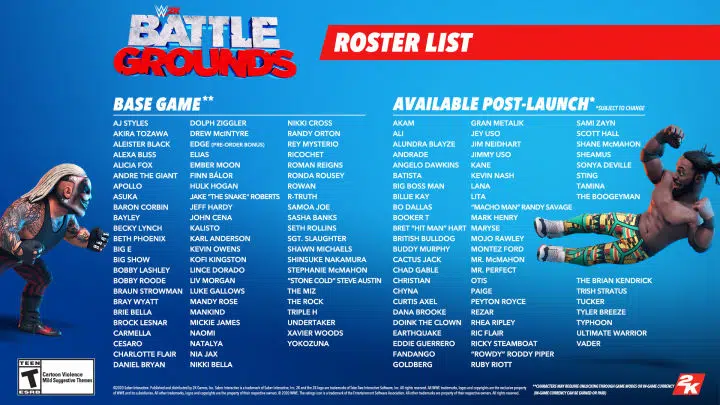 W 2K
BATTLE
GROUNDS
ROSTER LIST
BASE GAME**
AJ STYLES
AKIRA TOZAWA
ALEISTER BLACK
ALEXA BLISS
ALICIA FOX
ANDRE THE GIANT
APOLLO
ASUKA
BARON CORBIN
BAYLEY
BECKY LYNCH
BETH PHOENIX
BIG E
BIG SHOW
BOBBY LASHLEY
BOBBY ROODE
BRAUN STROWMAN
BRAY WYATT
BRIE BELLA
BROCK LESNAR
CARMELLA
CESARO
CHARLOTTE FLAIR
DANIEL BRYAN
DOLPH ZIGGLER
DREW McINTYRE
EDGE (PRE-ORDER BONUS)
ELIAS
EMBER MOON
FINN BÁLOR
HULK HOGAN
JAKE "THE SNAKE" ROBERTS
JEFF HARDY
JOHN CENA
KALISTO
KARL ANDERSON
KEVIN OWENS
KOFI KINGSTON
LINCE DORADO
LIV MORGAN
LUKE GALLOWS
MANDY ROSE
MANKIND
MICKIE JAMES
NAOMI
NATALYA
NIA JAX
NIKKI BELLA
NIKKI CROSS
RANDY ORTON
REY MYSTERIO
RICOCHET
ROMAN REIGNS
RONDA ROUSEY
ROWAN
R-TRUTH
SAMOA JOE
SASHA BANKS
SETH ROLLINS
SGT. SLAUGHTER
SHAWN MICHAELS
SHINSUKE NAKAMURA
STEPHANIE McMAHON
"STONE COLD" STEVE AUSTIN
THE MIZ
THE ROCK
TRIPLE H
UNDERTAKER
XAVIER WOODS
YOKOZUNA
AVAILABLE POST-LAUNCH* *SUBJECT TO CHANGE
AKAM
ALI
ALUNDRA BLAYZE
ANDRADE
ANGELO DAWKINS
BATISTA
BIG BOSS MAN
BILLIE KAY
BO DALLAS
BOOKER T
BRET "HIT MAN" HART
BRITISH BULLDOG
BUDDY MURPHY
CACTUS JACK
CHAD GABLE
CHRISTIAN
CHYNA
CURTIS AXEL
DANA BROOKE
DOINK THE CLOWN
EARTHQUAKE
EDDIE GUERRERO
FANDANGO
GOLDBERG
GRAN METALIK
JEY USO
JIM NEIDHART
JIMMY USO
KANE
KEVIN NASH
LANA
LITA
"MACHO MAN" RANDY SAVAGE
MARK HENRY
MARYSE
MOJO RAWLEY
MONTEZ FORD
MR. McMAHON
MR. PERFECT
OTIS
PAIGE
PEYTON ROYCE
REZAR
RHEA RIPLEY
RIC FLAIR
RICKY STEAMBOAT
"ROWDY" RODDY PIPER
RUBY RIOTT
SAMI ZAYN
SCOTT HALL
SHANE McMAHON
SHEAMUS
SONYA DEVILLE
STING
TAMINA
THE BOOGEYMAN
THE BRIAN KENDRICK
TRISH STRATUS
TUCKER
TYLER BREEZE
TYPHOON
ULTIMATE WARRIOR
VADER
TEEN
T
ESRB
Cartoon Violence
Mild Suggestive Themes
**CHARACTERS MAY REQUIRE UNLOCKING THROUGH GAME MODES OR IN-GAME CURRENCY
(IN-GAME CURRENCY CAN BE EARNED OR PAID)
2K